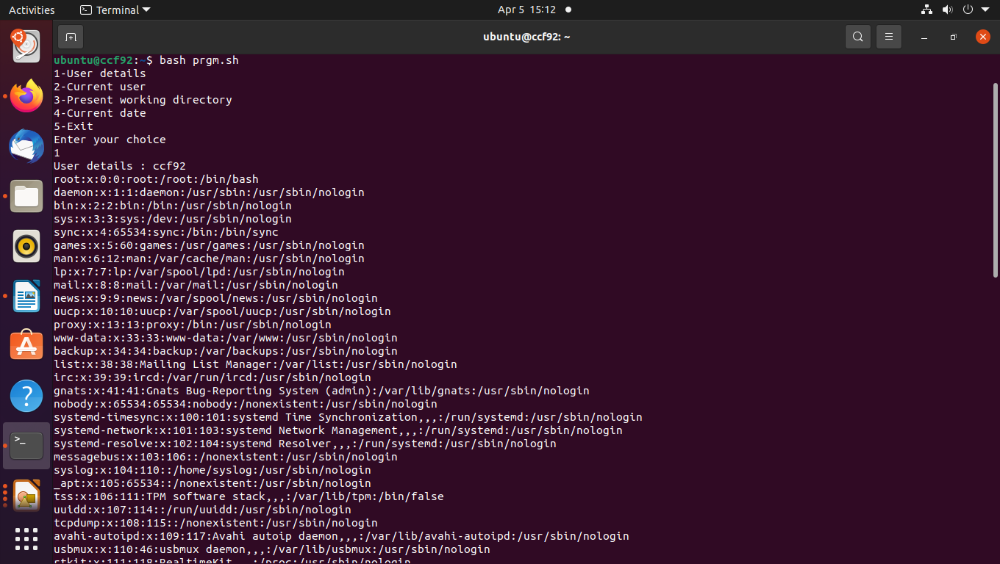 Activities Terminal Apr 5 15:12
ubuntu@ccf92: ~
ubuntu@ccf92:~$ bash prgm.sh
1-User details
2-Current user
3-Present working directory
4-Current date
5-Exit
Enter your choice
1
User details : ccf92
root:x:0:0:root:/root:/bin/bash
daemon:x:1:1:daemon:/usr/sbin:/usr/sbin/nologin
bin:x:2:2:bin:/bin:/usr/sbin/nologin
sys:x:3:3:sys:/dev:/usr/sbin/nologin
sync:x:4:65534:sync:/bin:/bin/sync
games:x:5:60:games:/usr/games:/usr/sbin/nologin
man:x:6:12:man:/var/cache/man:/usr/sbin/nologin
lp:x:7:7:lp:/var/spool/lpd:/usr/sbin/nologin
mail:x:8:8:mail:/var/mail:/usr/sbin/nologin
news:x:9:9:news:/var/spool/news:/usr/sbin/nologin
uucp:x:10:10:uucp:/var/spool/uucp:/usr/sbin/nologin
proxy:x:13:13:proxy:/bin:/usr/sbin/nologin
www-data:x:33:33:www-data:/var/www:/usr/sbin/nologin
backup:x:34:34:backup:/var/backups:/usr/sbin/nologin
list:x:38:38:Mailing List Manager:/var/list:/usr/sbin/nologin
irc:x:39:39:ircd:/var/run/ircd:/usr/sbin/nologin
gnats:x:41:41:Gnats Bug-Reporting System (admin):/var/lib/gnats:/usr/sbin/nologin
nobody:x:65534:65534:nobody:/nonexistent:/usr/sbin/nologin
systemd-timesync:x:100:101:systemd Time Synchronization,,,:/run/systemd:/usr/sbin/nologin
systemd-network:x:101:103:systemd Network Management,,,:/run/systemd:/usr/sbin/nologin
systemd-resolve:x:102:104:systemd Resolver,,,:/run/systemd:/usr/sbin/nologin
messagebus:x:103:106::/nonexistent:/usr/sbin/nologin
syslog:x:104:110::/home/syslog:/usr/sbin/nologin
_apt:x:105:65534::/nonexistent:/usr/sbin/nologin
tss:x:106:111:TPM software stack,,,:/var/lib/tpm:/bin/false
uuidd:x:107:114::/run/uuidd:/usr/sbin/nologin
tcpdump:x:108:115::/nonexistent:/usr/sbin/nologin
avahi-autoipd:x:109:117:Avahi autoip daemon,,,:/var/lib/avahi-autoipd:/usr/sbin/nologin
usbmux:x:110:46:usbmux daemon,,,:/var/lib/usbmux:/usr/sbin/nologin
rtkit:x:111:118:RealtimeKit,,,:/proc:/usr/sbin/nologin